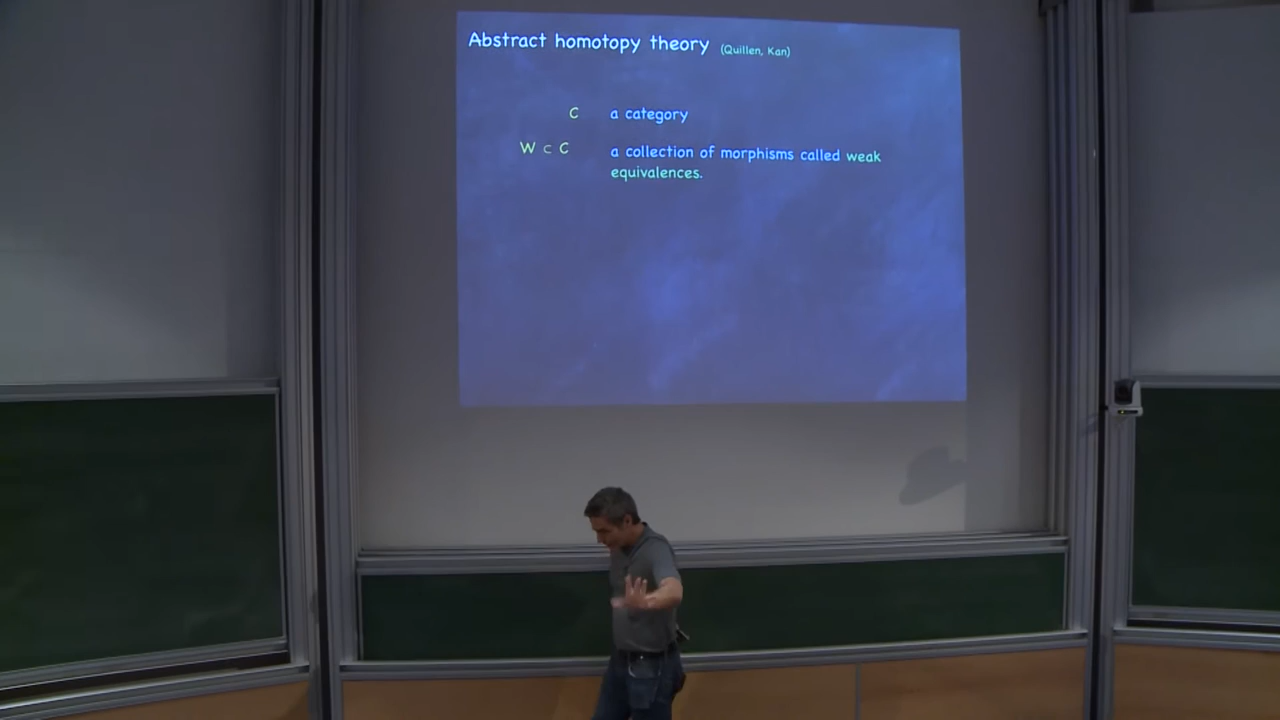 Abstract homotopy theory (Quillen, Kan)
C a category
W ⊂ C a collection of morphisms called weak
equivalences.